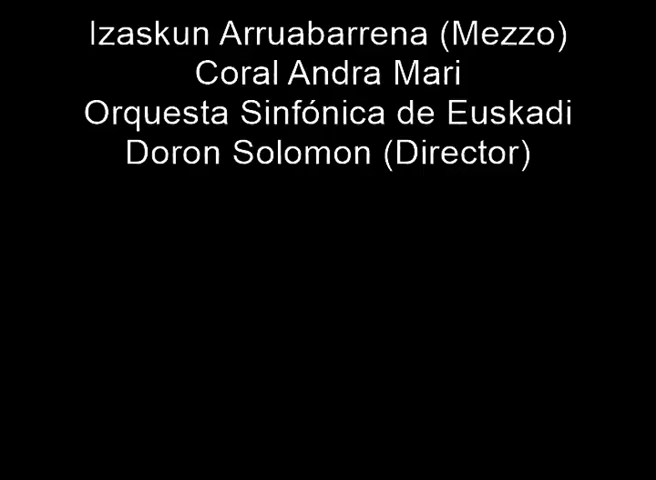 Izaskun Arruabarrena (Mezzo)
Coral Andra Mari
Orquesta Sinfónica de Euskadi
Doron Solomon (Director)